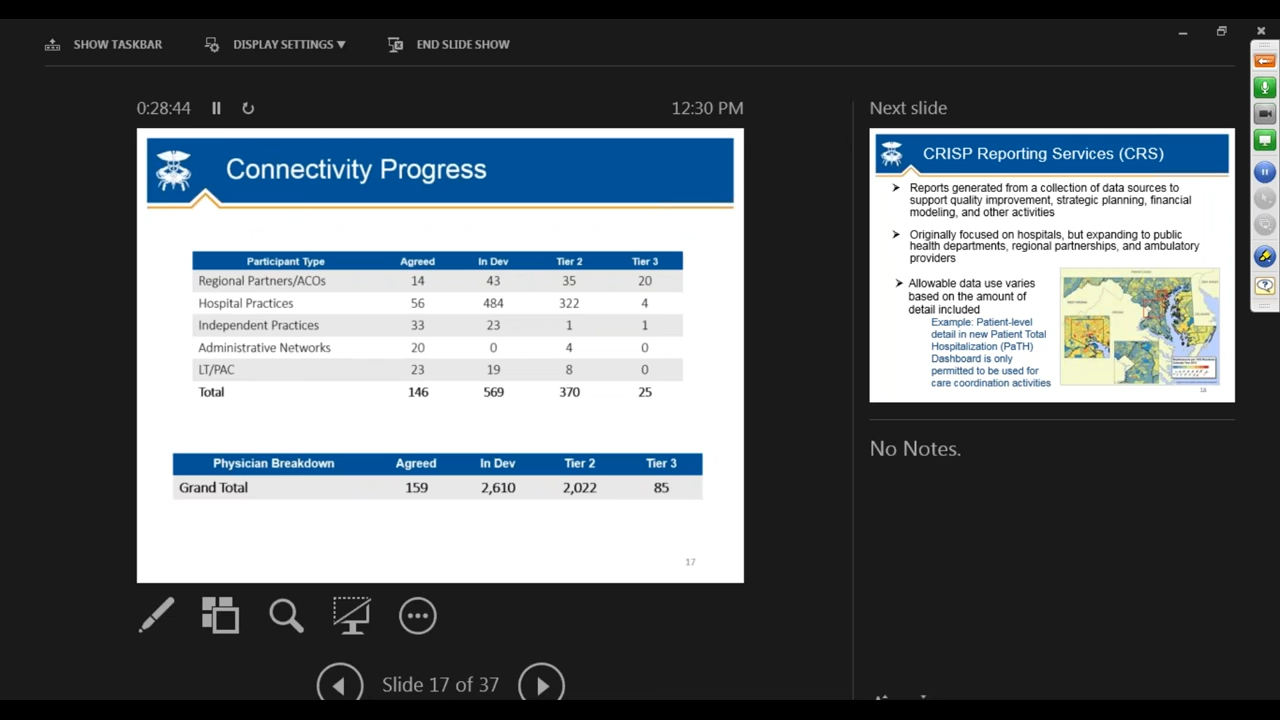 SHOW TASKBAR DISPLAY SETTINGS ▼ END SLIDE SHOW
0:28:44 12:30 PM
Connectivity Progress
Participant Type Agreed In Dev Tier 2 Tier 3
Regional Partners/ACOs 14 43 35 20
Hospital Practices 56 484 322 4
Independent Practices 33 23 1 1
Administrative Networks 20 0 4 0
LT/PAC 23 19 8 0
Total 146 569 370 25
Physician Breakdown Agreed In Dev Tier 2 Tier 3
Grand Total 159 2,610 2,022 85
17
Slide 17 of 37
Next slide
CRISP Reporting Services (CRS)
Reports generated from a collection of data sources to
support quality improvement, strategic planning, financial
modeling, and other activities
Originally focused on hospitals, but expanding to public
health departments, regional partnerships, and ambulatory
providers
Allowable data use varies
based on the amount of
detail included
Example: Patient-level
detail in new Patient Total
Hospitalization (PaTH)
Dashboard is only
permitted to be used for
care coordination activities
18
No Notes.